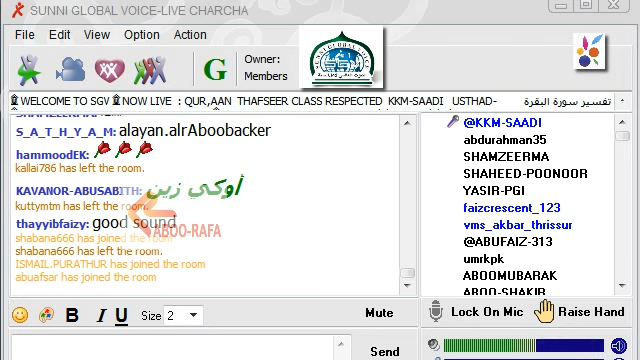 SUNNI GLOBAL VOICE-LIVE CHARCHA
File Edit View Option Action
G Owner:
Members
WELCOME TO SGV NOW LIVE : QUR,AAN THAFSEER CLASS RESPECTED KKM-SAADI USTHAD- تفسير سورة البقرة
S_A_T_H_Y_A_M: alayan.alrAboobacker
hammoodEK:
kallai786 has left the room.
KAVANOR-ABUSABITH: أوكي زين
kuttymtm has left the room.
thayyibfaizy: good sound
ABOO-RAFA
shabana666 has joined the room
shabana666 has left the room.
ISMAIL.PURATHUR has joined the room
abuafsar has joined the room
@KKM-SAADI
abdurahman35
SHAMZEERMA
SHAHEED-POONOOR
YASIR-PGI
faizcrescent_123
vms_akbar_thrissur
@ABUFAIZ-313
umrkpk
ABOOMUBARAK
ABOO-SHAKIR
B I U Size 2 Mute
Lock On Mic Raise Hand
Send